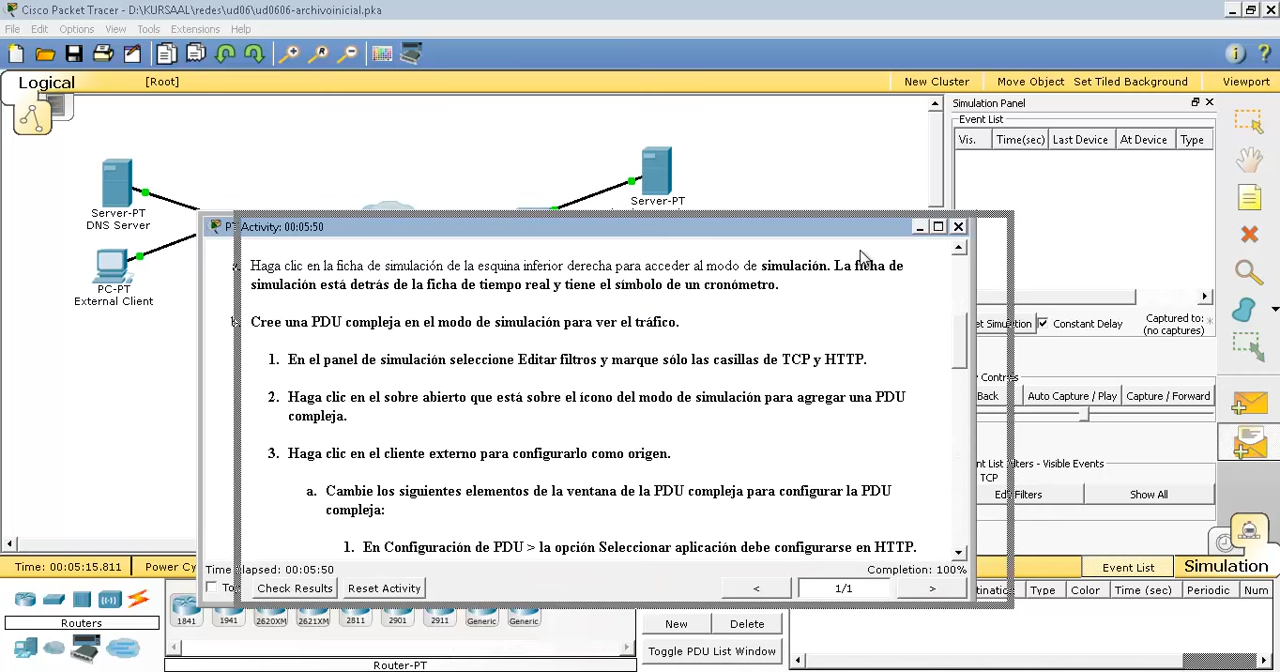 Cisco Packet Tracer - D:\KURSAAL\redes\ud06\ud0606-archivoinicial.pka
File Edit Options View Tools Extensions Help
Logical [Root] New Cluster Move Object Set Tiled Background Viewport
Simulation Panel
Event List
Vis. Time(sec) Last Device At Device Type
Server-PT
DNS Server
Server-PT
PC-PT
External Client
PT Activity: 00:05:50
Haga clic en la ficha de simulación de la esquina inferior derecha para acceder al modo de simulación. La ficha de
simulación está detrás de la ficha de tiempo real y tiene el símbolo de un cronómetro.
b. Cree una PDU compleja en el modo de simulación para ver el tráfico.
1. En el panel de simulación seleccione Editar filtros y marque sólo las casillas de TCP y HTTP.
2. Haga clic en el sobre abierto que está sobre el ícono del modo de simulación para agregar una PDU
compleja.
3. Haga clic en el cliente externo para configurarlo como origen.
a. Cambie los siguientes elementos de la ventana de la PDU compleja para configurar la PDU
compleja:
1. En Configuración de PDU > la opción Seleccionar aplicación debe configurarse en HTTP.
Time Elapsed: 00:05:50 Completion: 100%
Check Results Reset Activity < 1/1 >
Simulation Constant Delay Captured to:
(no captures)
Back Auto Capture / Play Capture / Forward
List Filters - Visible Events
TCP
Edit Filters Show All
Time: 00:05:15.811 Power Cy Event List Simulation
Type Color Time (sec) Periodic Num
Routers
1841 1941 2620XM 2621XM 2811 2901 2911 Generic Generic
Router-PT
New Delete
Toggle PDU List Window